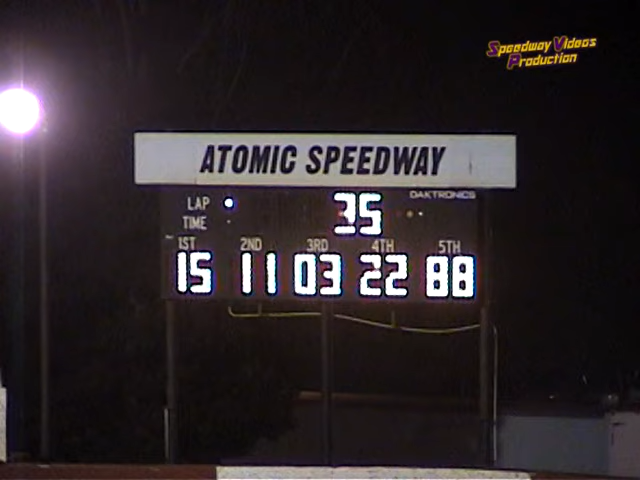 Speedway Videos
Production
ATOMIC SPEEDWAY
DAKTRONICS
LAP 35
TIME
1ST 2ND 3RD 4TH 5TH
15 11 03 22 88